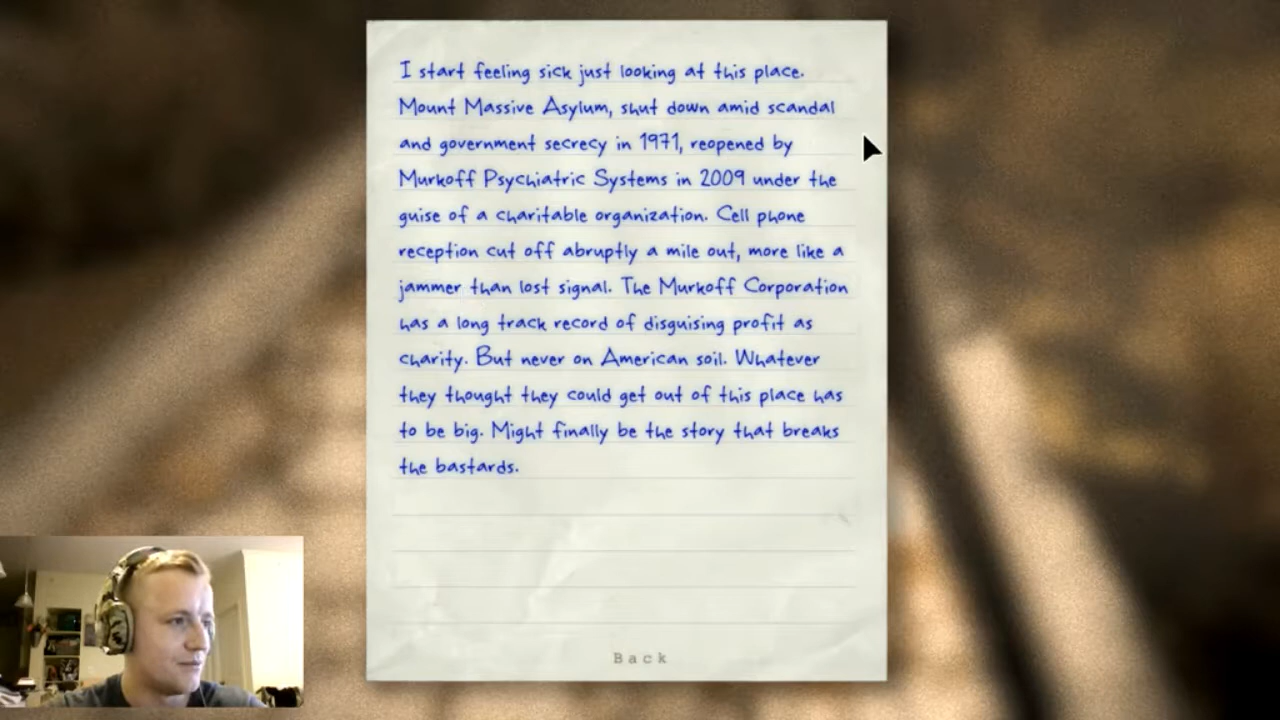 I start feeling sick just looking at this place.
Mount Massive Asylum, shut down amid scandal
and government secrecy in 1971, reopened by
Murkoff Psychiatric Systems in 2009 under the
guise of a charitable organization. Cell phone
reception cut off abruptly a mile out, more like a
jammer than lost signal. The Murkoff Corporation
has a long track record of disguising profit as
charity. But never on American soil. Whatever
they thought they could get out of this place has
to be big. Might finally be the story that breaks
the bastards.
Back